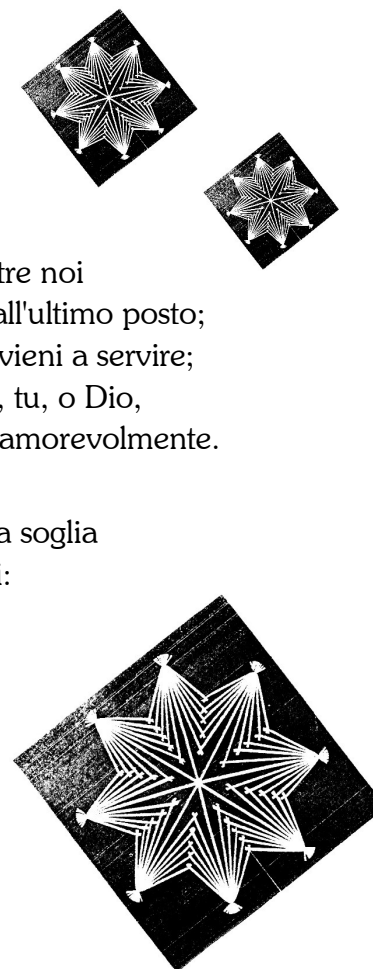 tre noi
all'ultimo posto;
vieni a servire;
, tu, o Dio,
amorevolmente.
a soglia
i: